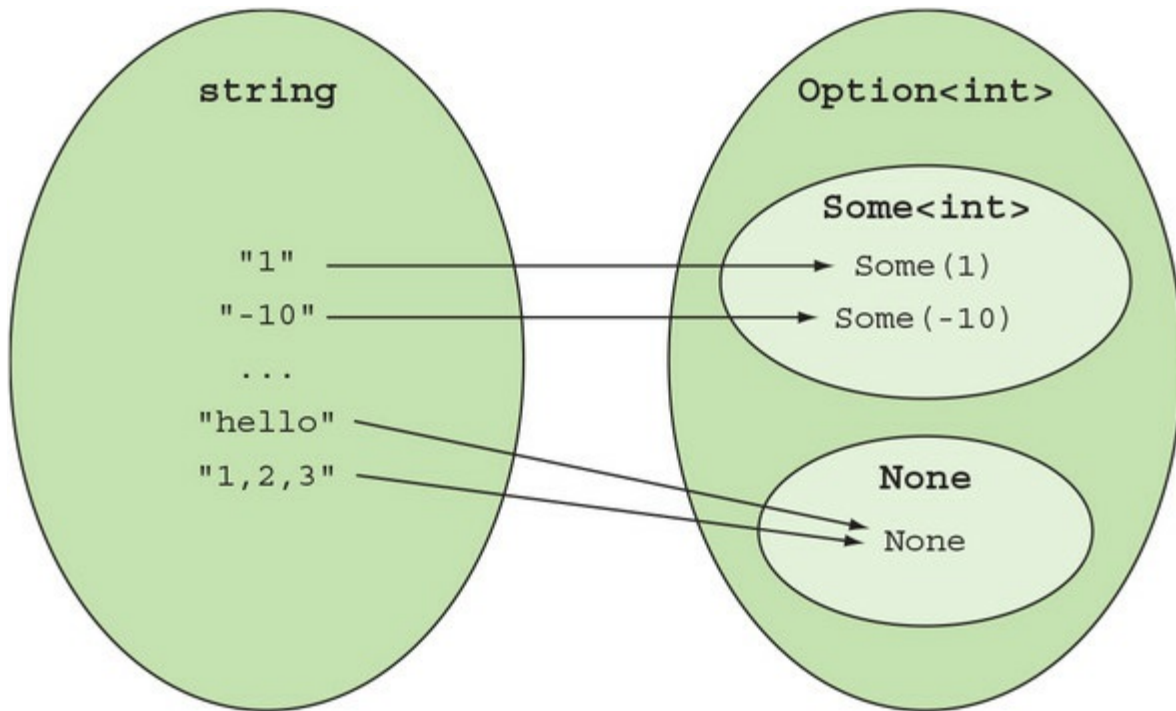 string
"1"
"-10"
...
"hello"
"1,2,3"
Option<int>
Some<int>
Some(1)
Some(-10)
None
None